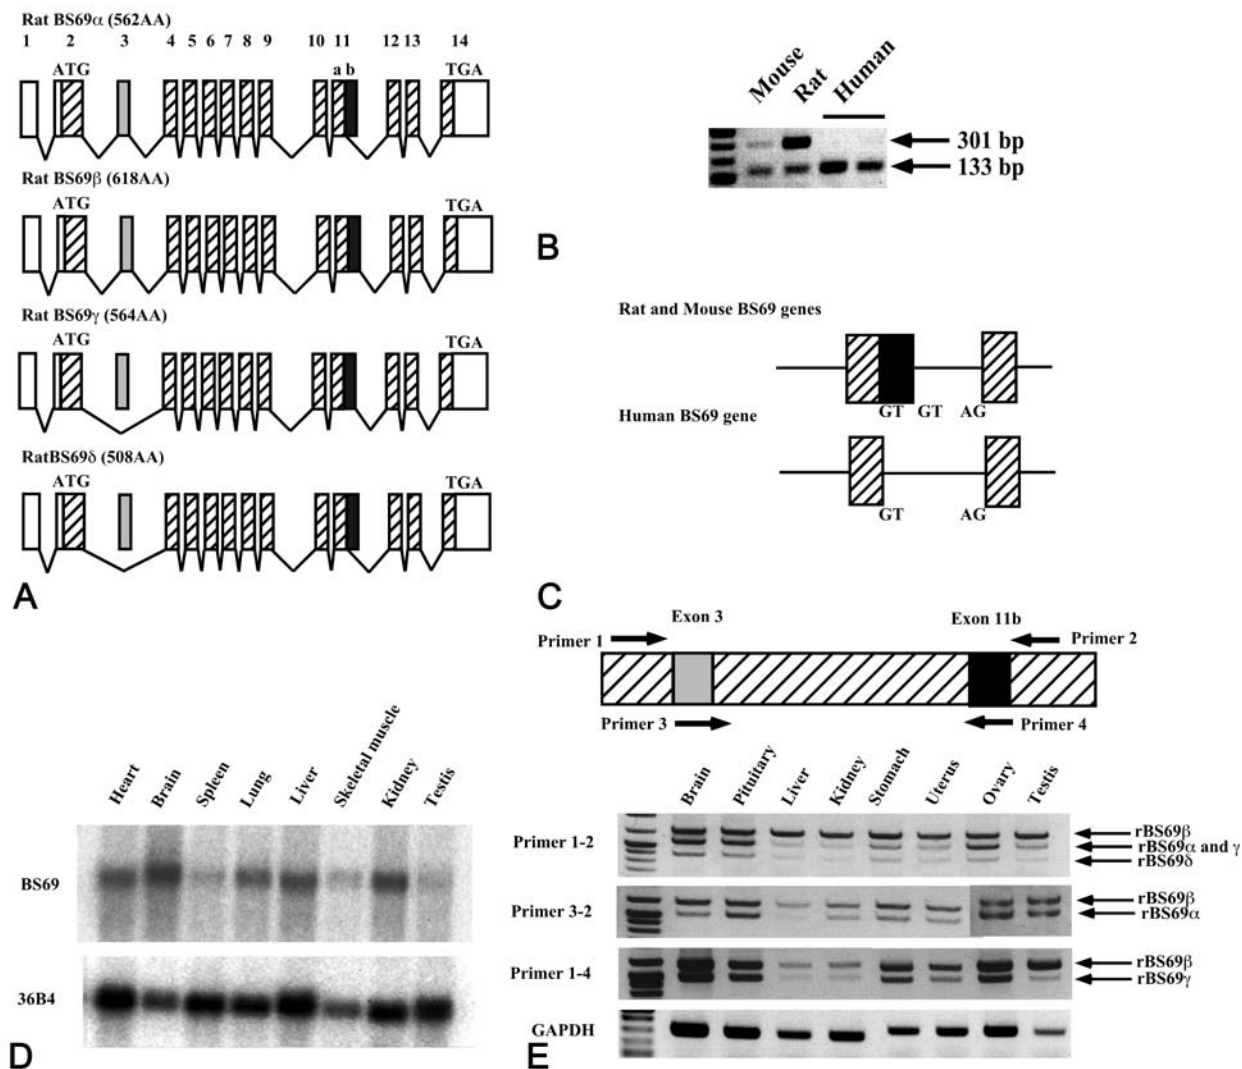 Rat BS69α (562AA)
1 2 3 4 5 6 7 8 9 10 11 12 13 14
a b
ATG TGA
Rat BS69β (618AA)
ATG TGA
Rat BS69γ (564AA)
ATG TGA
RatBS69δ (508AA)
ATG TGA
A
Mouse Rat Human
301 bp
133 bp
B
Rat and Mouse BS69 genes
GT GT AG
Human BS69 gene
GT AG
C
Heart Brain Spleen Lung Liver Skeletal muscle Kidney Testis
BS69
36B4
D
Exon 3 Exon 11b
Primer 1 Primer 2
Primer 3 Primer 4
Brain Pituitary Liver Kidney Stomach Uterus Ovary Testis
Primer 1-2 rBS69β
rBS69α and γ
rBS69δ
Primer 3-2 rBS69β
rBS69α
Primer 1-4 rBS69β
rBS69γ
GAPDH
E